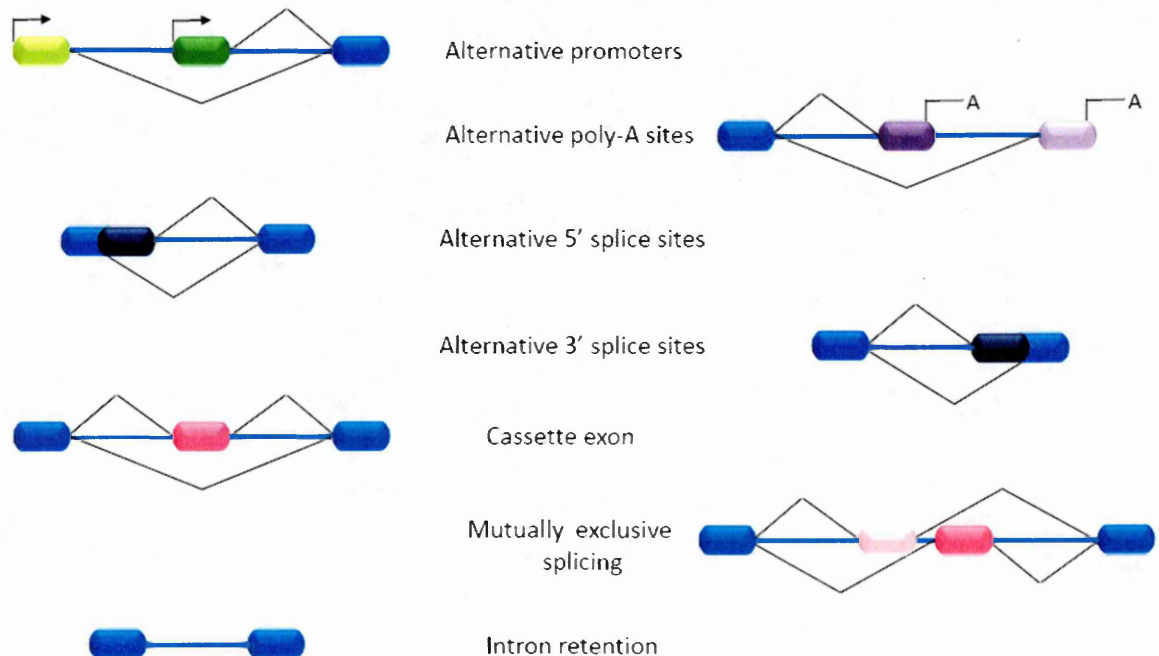 Alternative promoters
A
A
Alternative poly-A sites
Alternative 5' splice sites
Alternative 3' splice sites
Cassette exon
Mutually exclusive
splicing
Intron retention